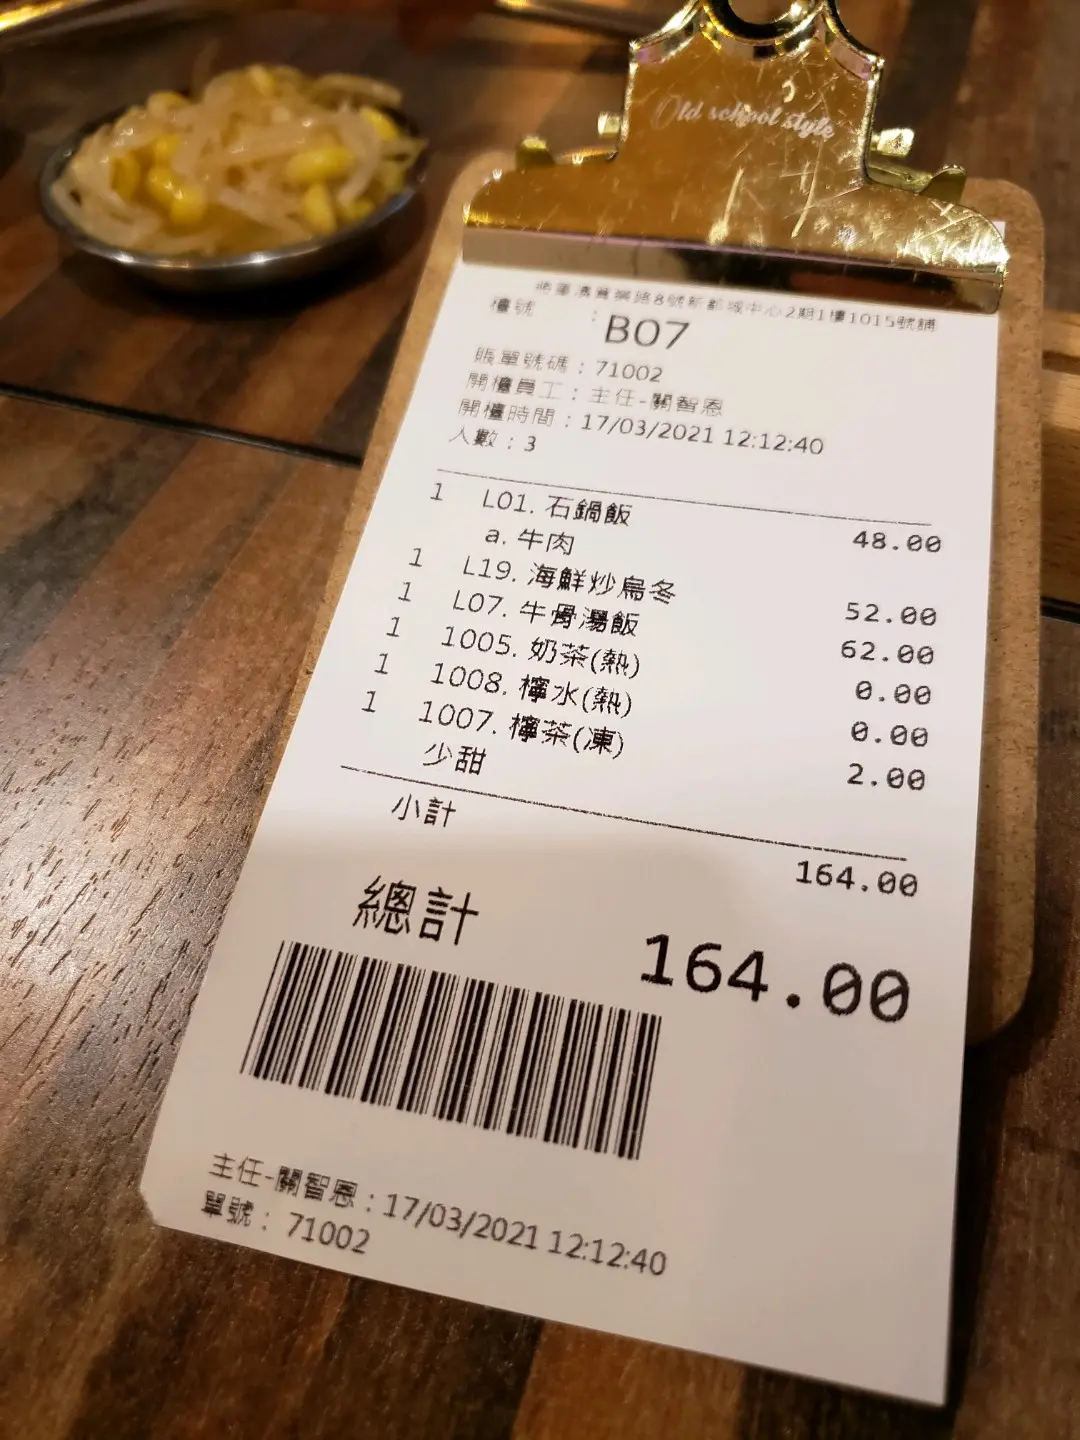 Old school style
將軍澳貿業路8號新都城中心2期1樓1015號舖
檯號 : B07
賬單號碼 : 71002
開檯員工 : 主任-關智恩
開檯時間 : 17/03/2021 12:12:40
人數 : 3
1 L01. 石鍋飯 48.00
a. 牛肉
1 L19. 海鮮炒烏冬 52.00
1 L07. 牛骨湯飯 62.00
1 1005. 奶茶(熱) 0.00
1 1008. 檸水(熱) 0.00
1 1007. 檸茶(凍) 2.00
少甜
小計 164.00
總計 164.00
主任-關智恩 : 17/03/2021 12:12:40
單號 : 71002